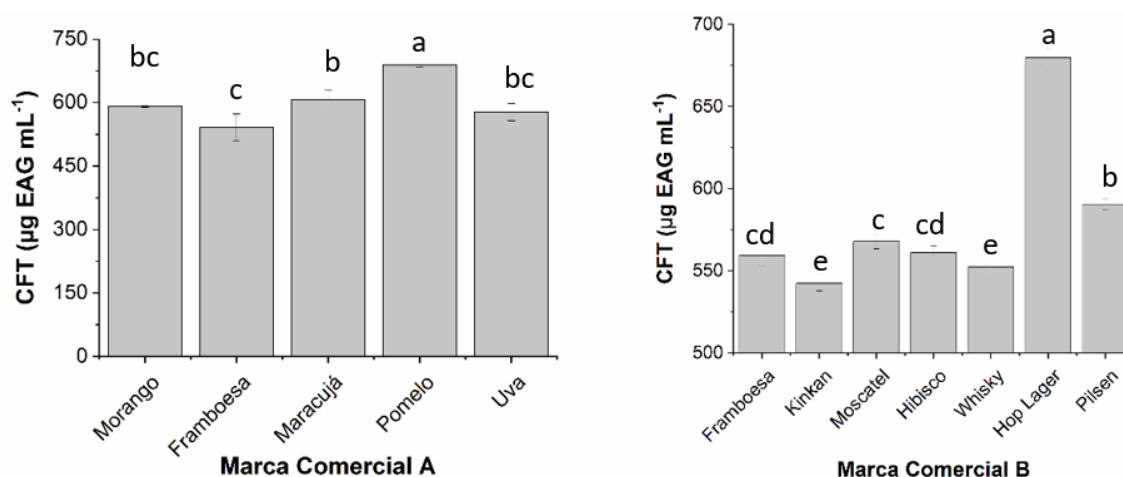 750
600
450
300
150
0
CFT (µg EAG mL-1)
bc
c
b
a
bc
Morango
Framboesa
Maracujá
Pomelo
Uva
Marca Comercial A
700
650
600
550
500
CFT (µg EAG mL-1)
cd
e
c
cd
e
a
b
Framboesa
Kinkan
Moscatel
Hibisco
Whisky
Hop Lager
Pilsen
Marca Comercial B